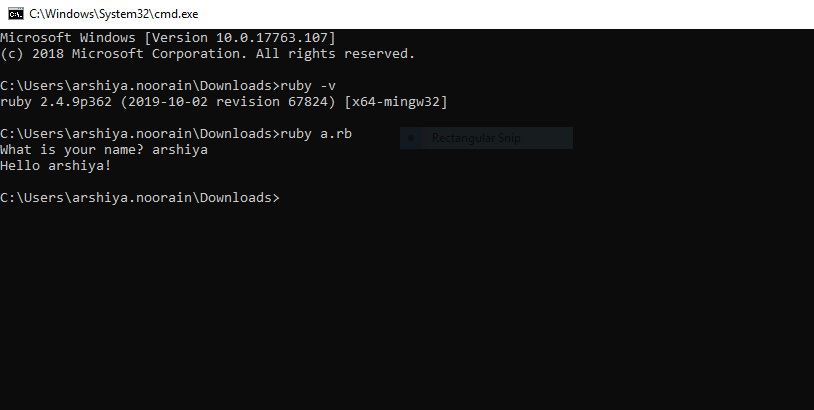 C:\Windows\System32\cmd.exe
Microsoft Windows [Version 10.0.17763.107]
(c) 2018 Microsoft Corporation. All rights reserved.
C:\Users\arshiya.noorain\Downloads>ruby -v
ruby 2.4.9p362 (2019-10-02 revision 67824) [x64-mingw32]
C:\Users\arshiya.noorain\Downloads>ruby a.rb
Rectangular Snip
What is your name? arshiya
Hello arshiya!
C:\Users\arshiya.noorain\Downloads>